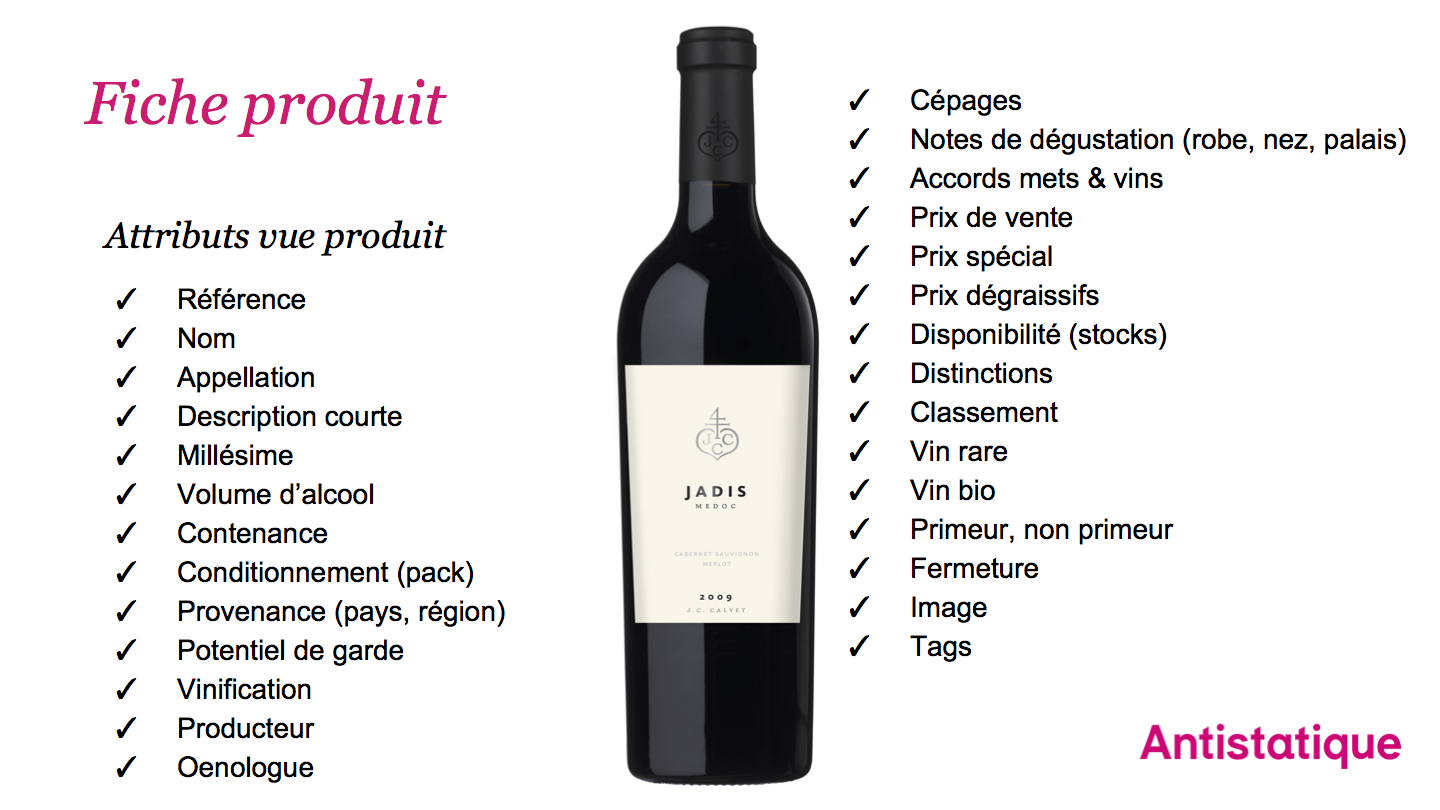 Fiche produit
Attributs vue produit
✓ Référence
✓ Nom
✓ Appellation
✓ Description courte
✓ Millésime
✓ Volume d’alcool
✓ Contenance
✓ Conditionnement (pack)
✓ Provenance (pays, région)
✓ Potentiel de garde
✓ Vinification
✓ Producteur
✓ Oenologue
4
J C
C
4
J C
C
JADIS
MEDOC
CABERNET SAUVIGNON
MERLOT
2009
J.C. CALVET
✓ Cépages
✓ Notes de dégustation (robe, nez, palais)
✓ Accords mets & vins
✓ Prix de vente
✓ Prix spécial
✓ Prix dégraissifs
✓ Disponibilité (stocks)
✓ Distinctions
✓ Classement
✓ Vin rare
✓ Vin bio
✓ Primeur, non primeur
✓ Fermeture
✓ Image
✓ Tags
Antistatique